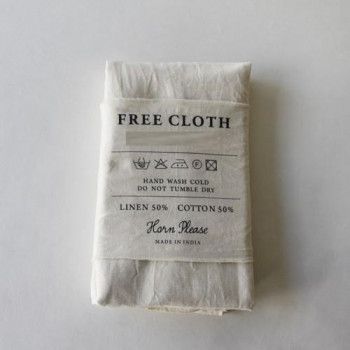 FREE CLOTH
HAND WASH COLD
DO NOT TUMBLE DRY
LINEN 50% COTTON 50%
Horn Please
MADE IN INDIA